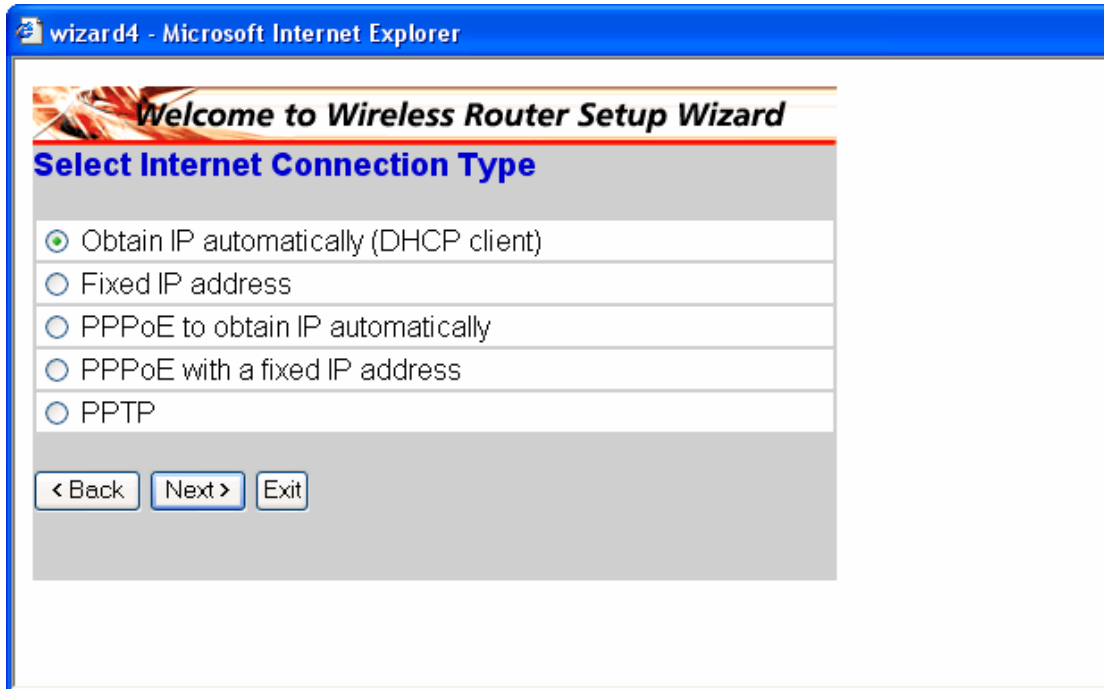 wizard4 - Microsoft Internet Explorer
Welcome to Wireless Router Setup Wizard
Select Internet Connection Type
Obtain IP automatically (DHCP client)
Fixed IP address
PPPoE to obtain IP automatically
PPPoE with a fixed IP address
PPTP
< Back Next > Exit